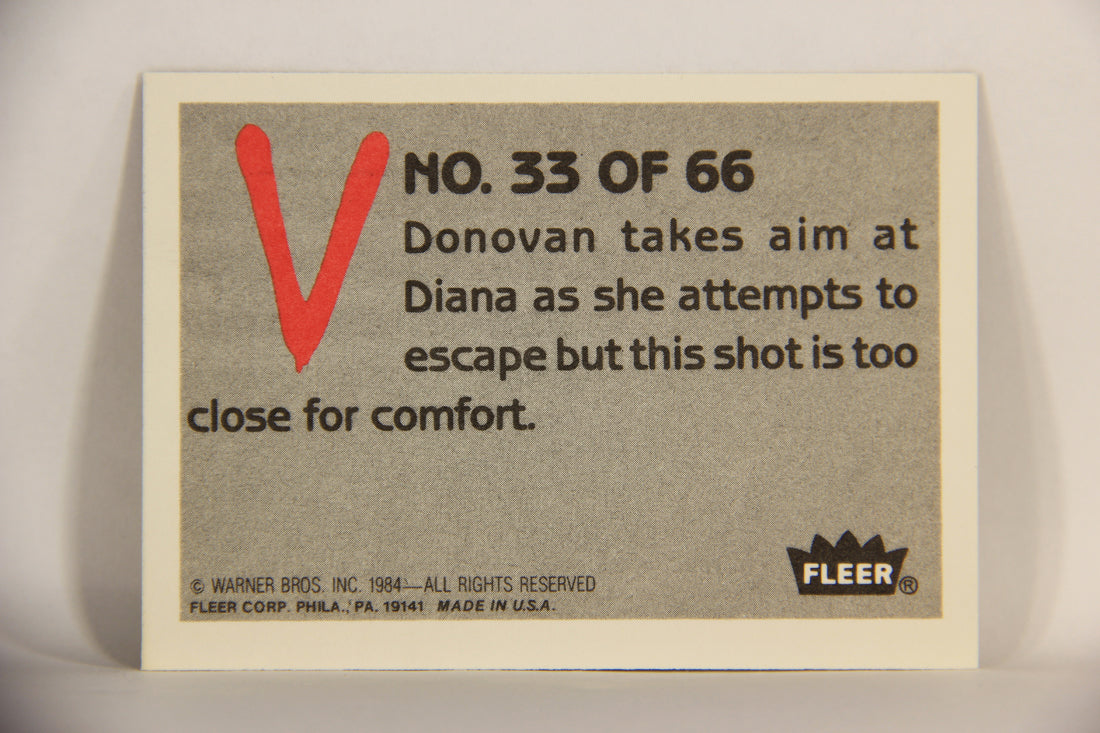 V
NO. 33 OF 66
Donovan takes aim at
Diana as she attempts to
escape but this shot is too
close for comfort.
© WARNER BROS. INC. 1984—ALL RIGHTS RESERVED
FLEER CORP. PHILA., PA. 19141 MADE IN U.S.A.
FLEER®